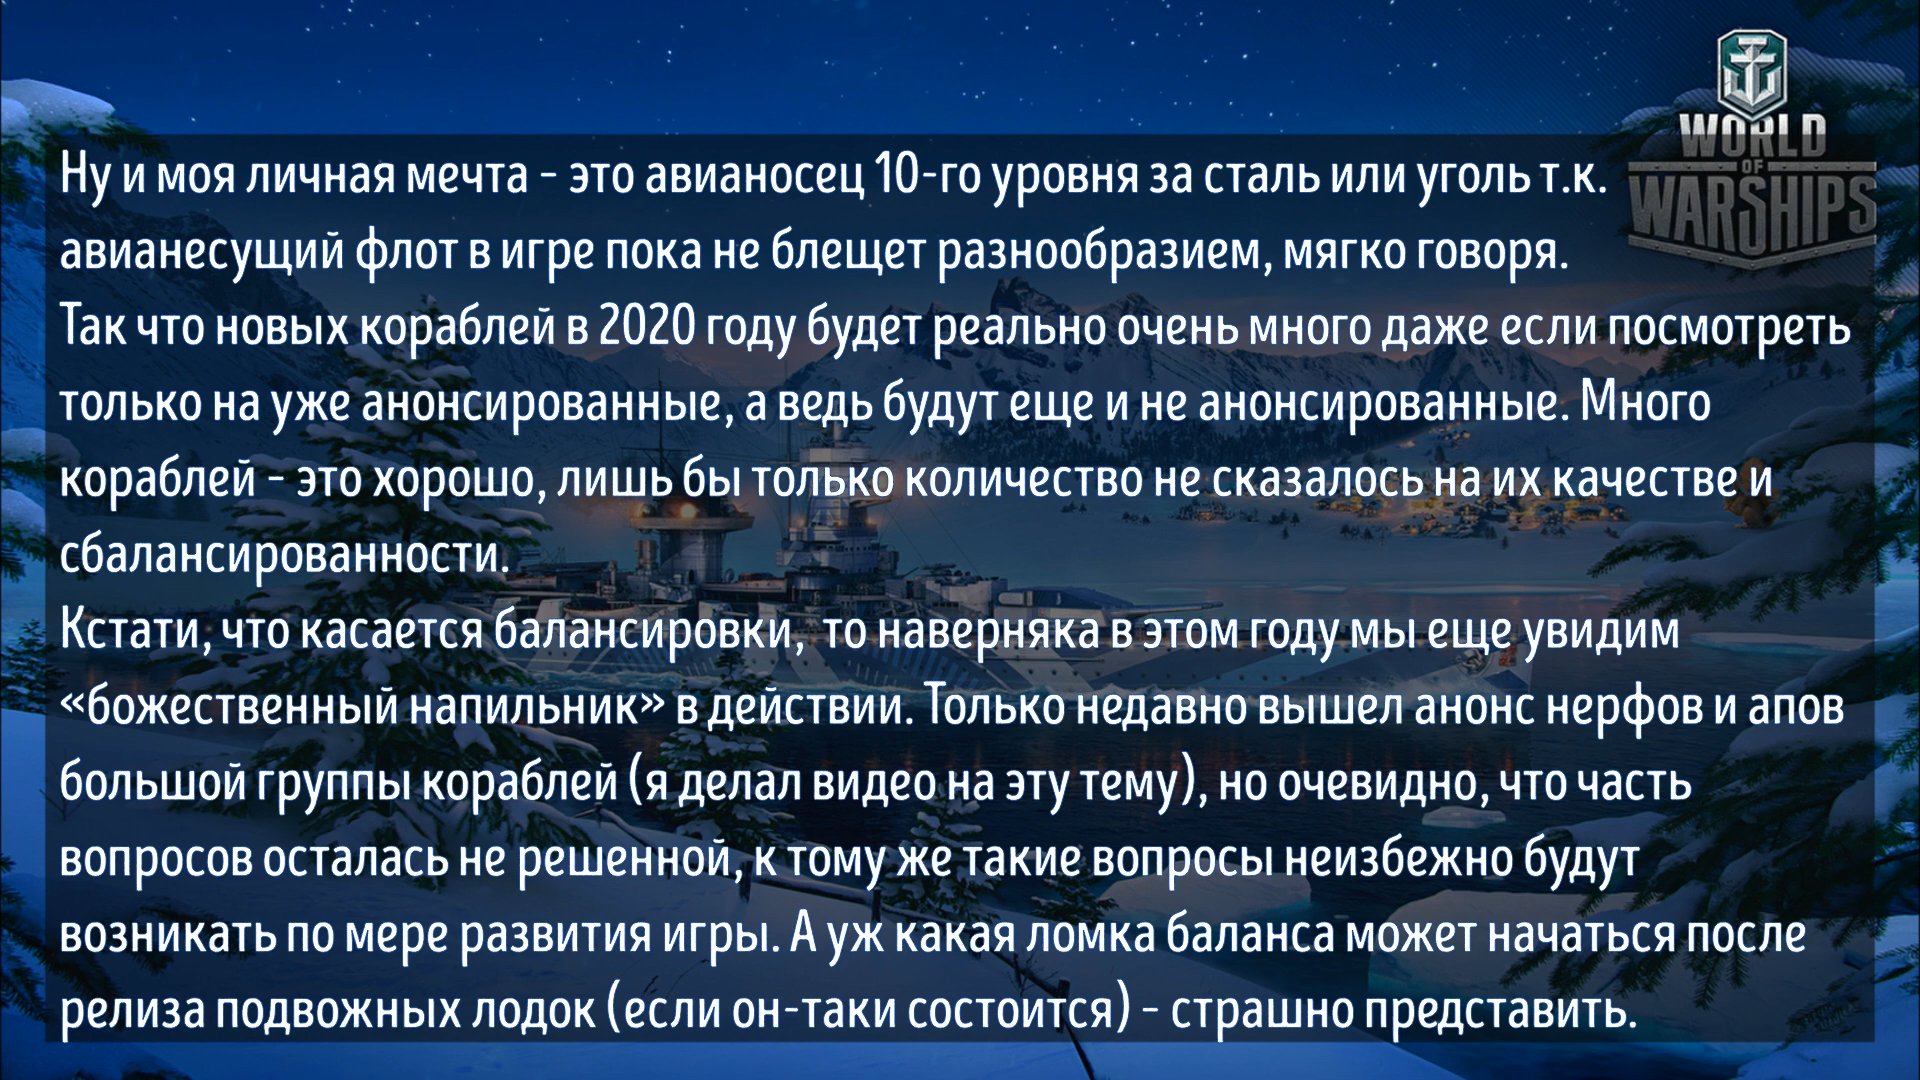 WORLD
OF
WARSHIPS
Ну и моя личная мечта - это авианосец 10-го уровня за сталь или уголь т.к.
авианесущий флот в игре пока не блещет разнообразием, мягко говоря.
Так что новых кораблей в 2020 году будет реально очень много даже если посмотреть
только на уже анонсированные, а ведь будут еще и не анонсированные. Много
кораблей - это хорошо, лишь бы только количество не сказалось на их качестве и
сбалансированности.
Кстати, что касается балансировки, то наверняка в этом году мы еще увидим
«божественный напильник» в действии. Только недавно вышел анонс нерфов и апов
большой группы кораблей (я делал видео на эту тему), но очевидно, что часть
вопросов осталась не решенной, к тому же такие вопросы неизбежно будут
возникать по мере развития игры. А уж какая ломка баланса может начаться после
релиза подвожных лодок (если он-таки состоится) - страшно представить.